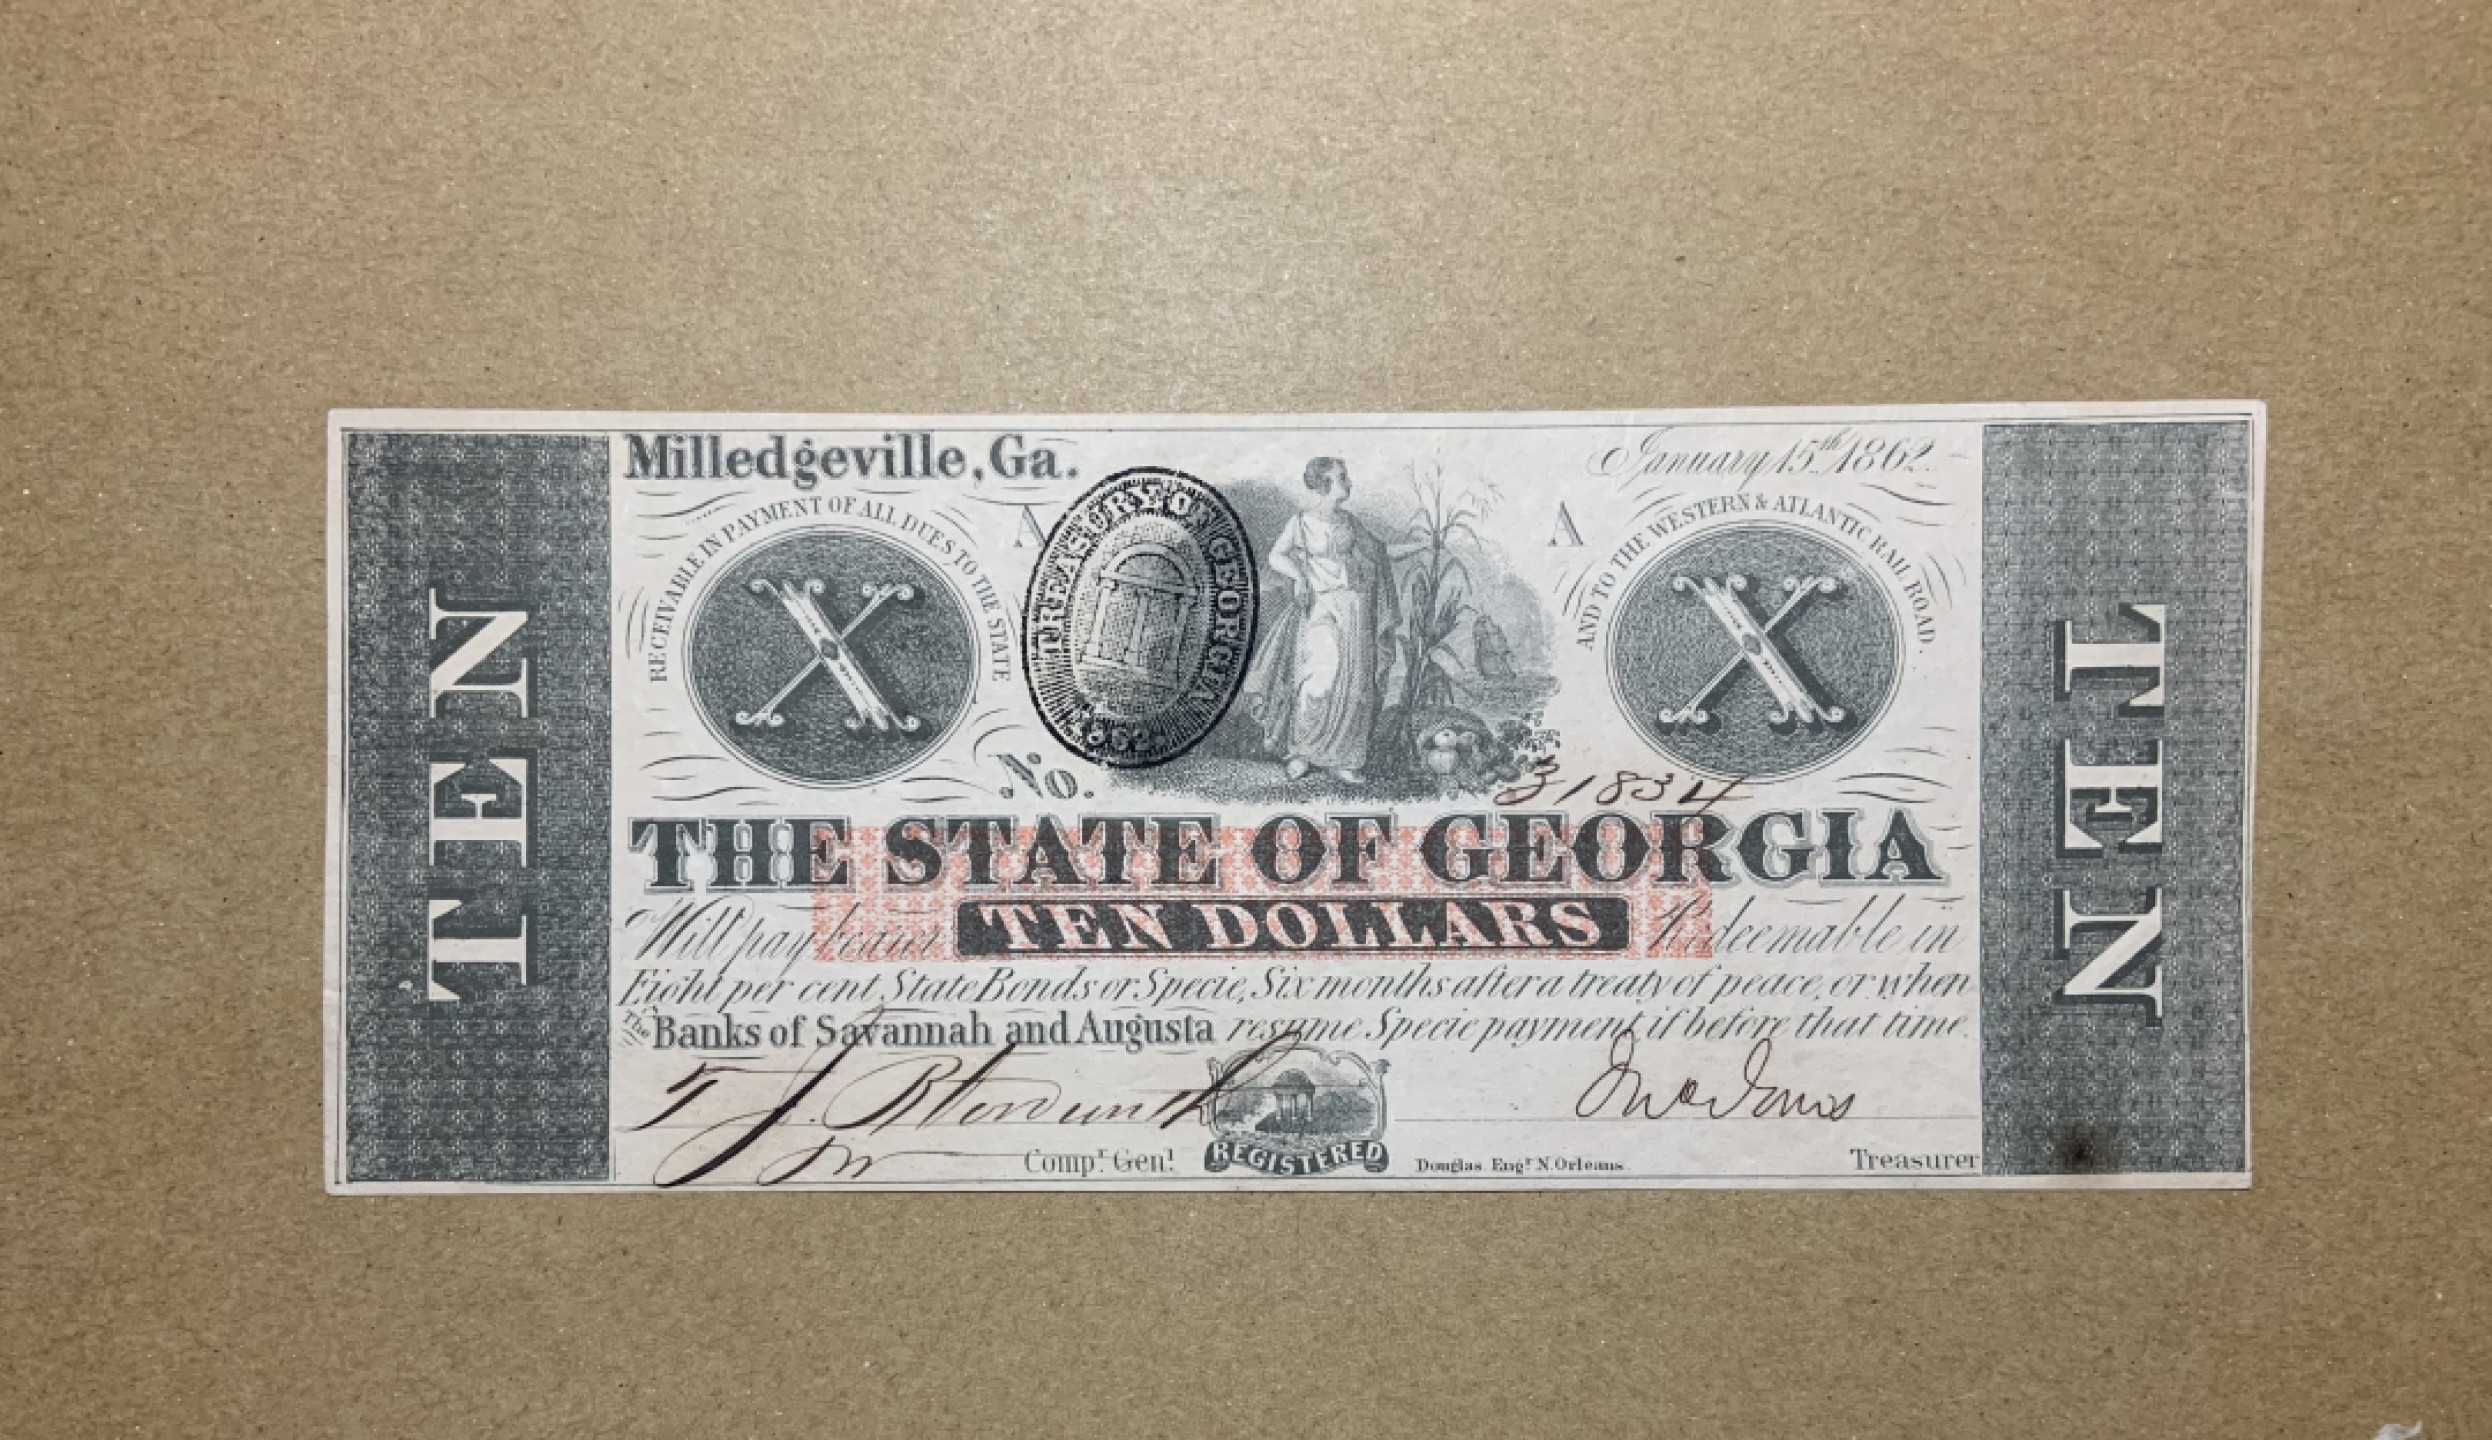 Milledgeville, Ga.
January 15th 1862.
RECEIVABLE IN PAYMENT OF ALL DUES TO THE STATE
AND TO THE WESTERN & ATLANTIC RAIL ROAD.
A
A
TREASURY OF GEORGIA
X
X
No. 31834
TEN
TEN
THE STATE OF GEORGIA
Will pay bearer TEN DOLLARS Redeemable in
Eight per cent State Bonds or Specie, Six months after a treaty of peace, or when
The Banks of Savannah and Augusta resume Specie payment if before that time.
Jno Jones
Compt. Genl.
REGISTERED
Douglas. Engr. N. Orleans.
Treasurer